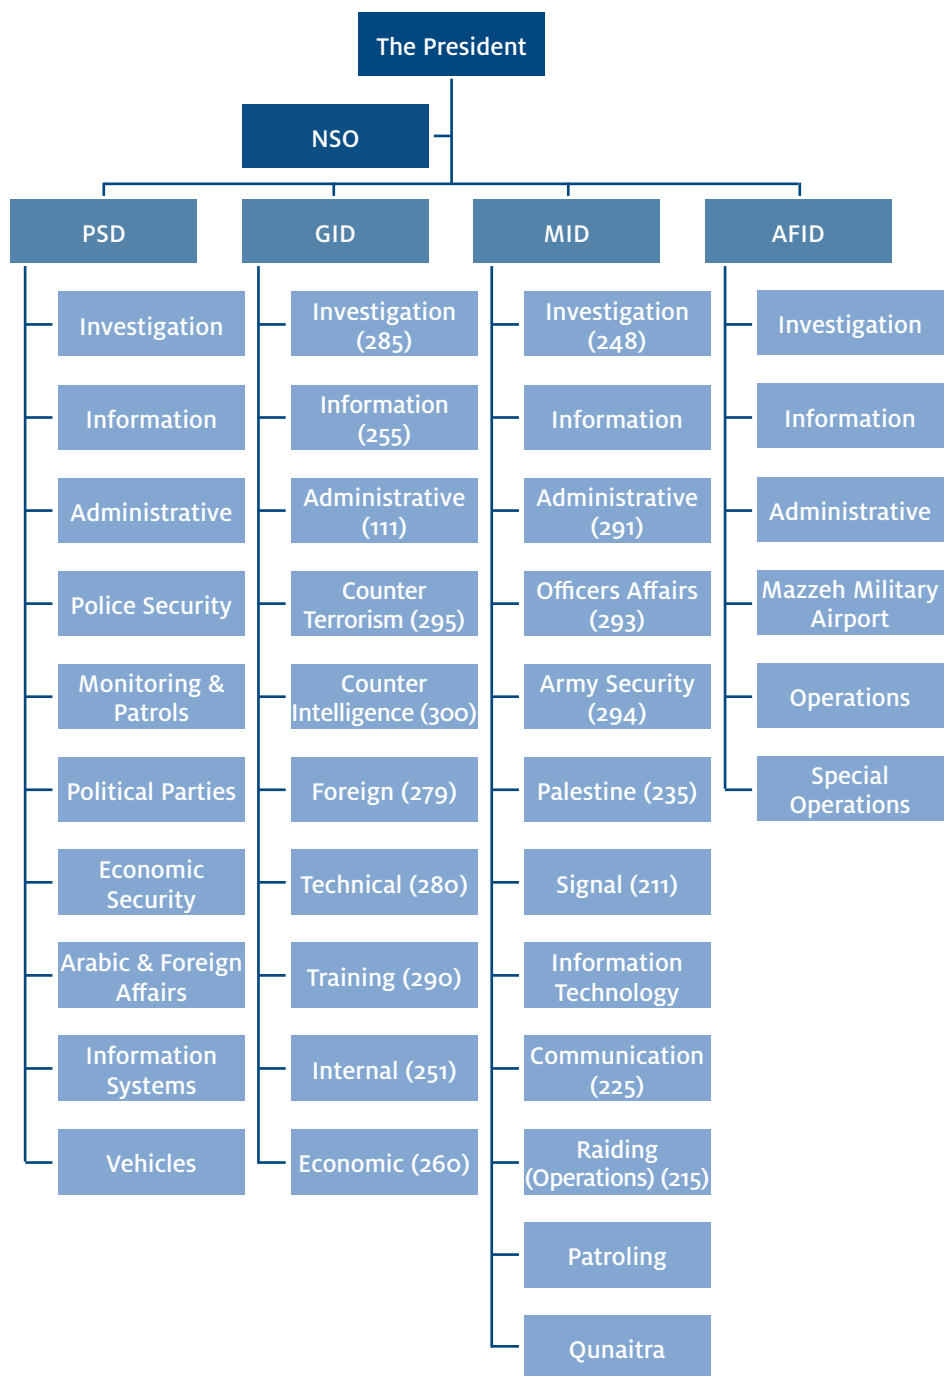 The President
NSO
PSD
GID
MID
AFID
Investigation
Information
Administrative
Police Security
Monitoring &
Patrols
Political Parties
Economic
Security
Arabic & Foreign
Affairs
Information
Systems
Vehicles
Investigation
(285)
Information
(255)
Administrative
(111)
Counter
Terrorism (295)
Counter
Intelligence (300)
Foreign (279)
Technical (280)
Training (290)
Internal (251)
Economic (260)
Investigation
(248)
Information
Administrative
(291)
Officers Affairs
(293)
Army Security
(294)
Palestine (235)
Signal (211)
Information
Technology
Communication
(225)
Raiding
(Operations) (215)
Patroling
Qunaitra
Investigation
Information
Administrative
Mazzeh Military
Airport
Operations
Special
Operations